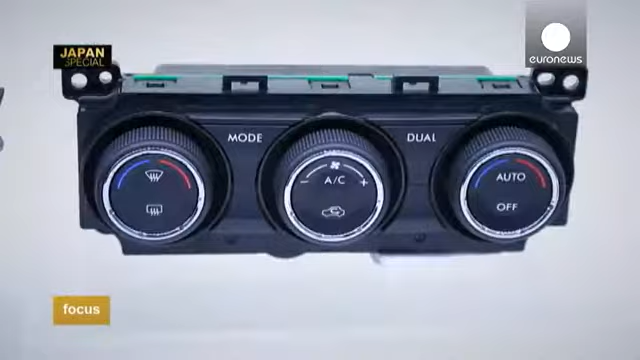 JAPAN
SPECIAL
euronews
MODE
DUAL
A/C
- +
AUTO
OFF
focus